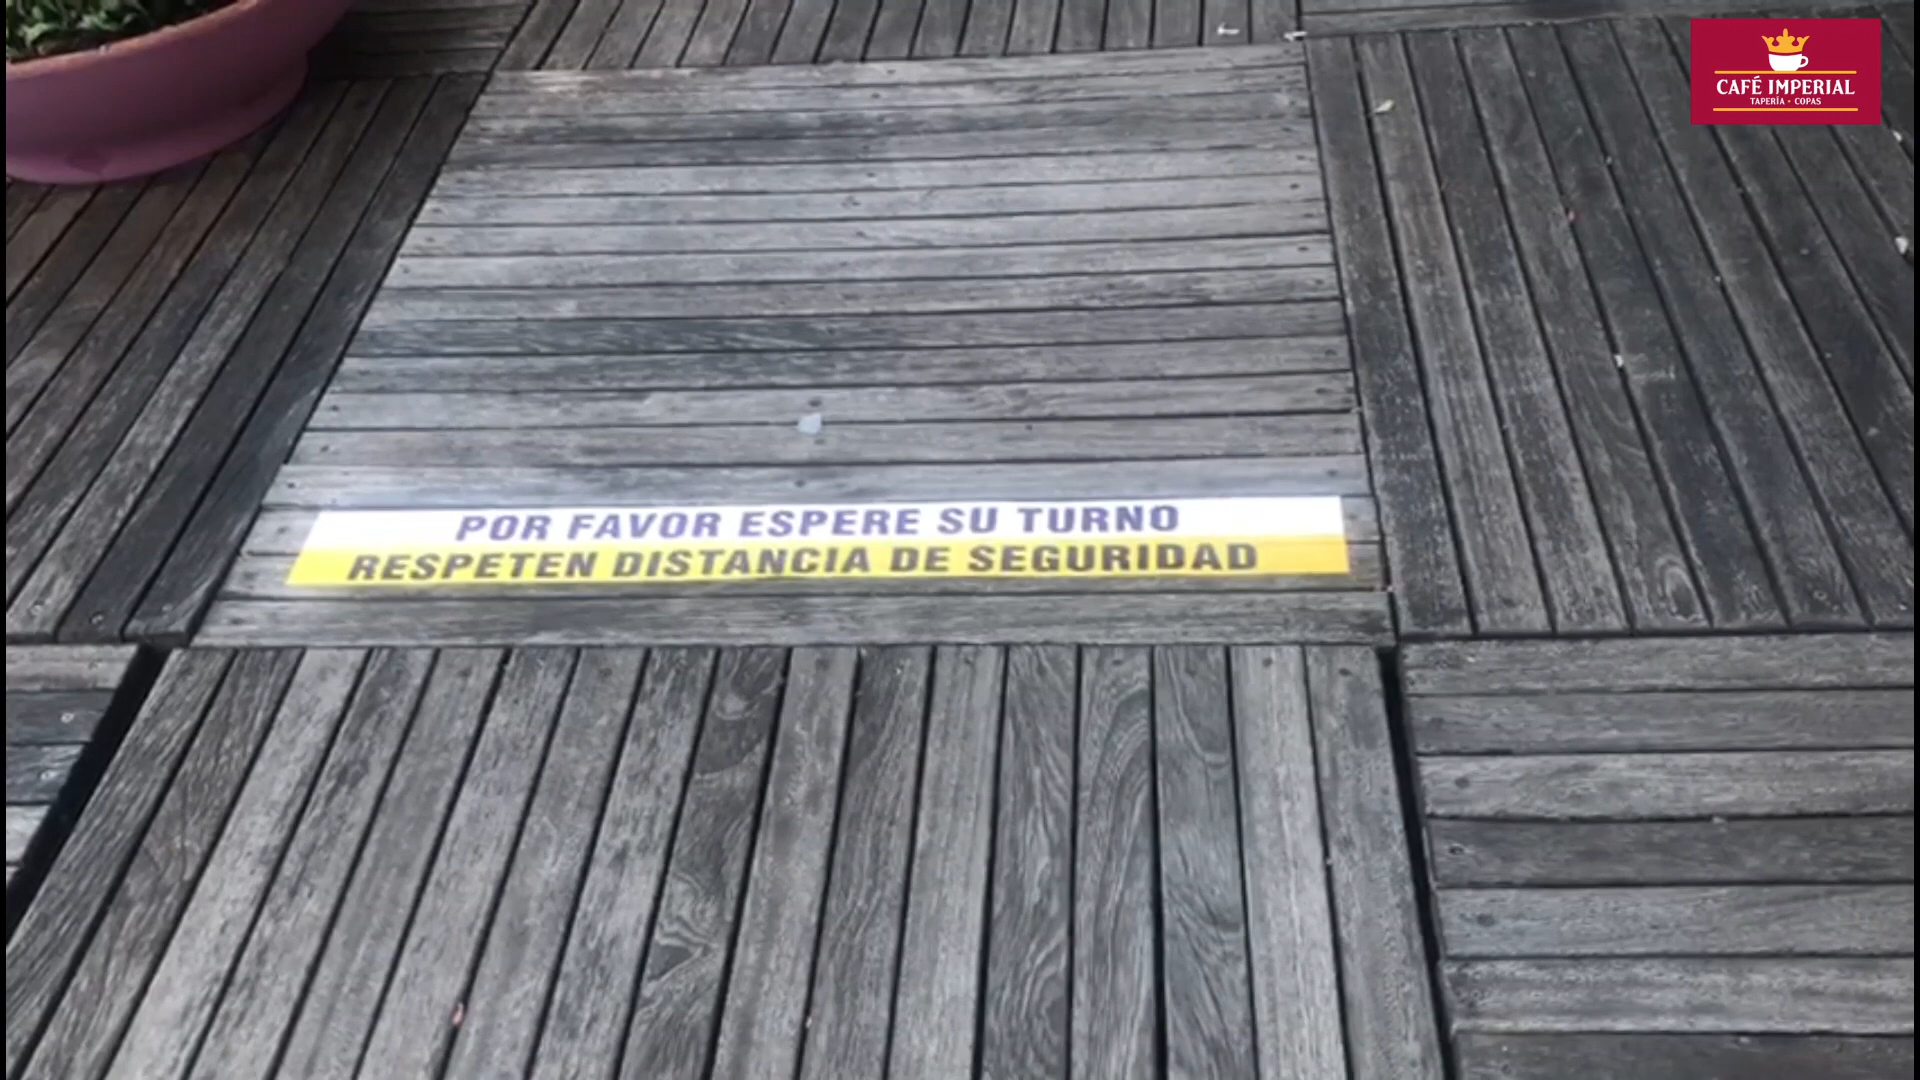 CAFÉ IMPERIAL
TAPERÍA • COPAS
POR FAVOR ESPERE SU TURNO
RESPETEN DISTANCIA DE SEGURIDAD